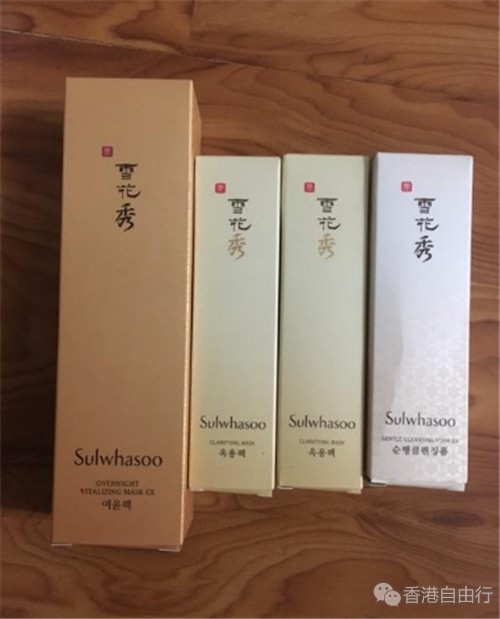 雪花秀
Sulwhasoo
OVERNIGHT
VITALIZING MASK EX
여윤팩
雪花秀
Sulwhasoo
CLARIFYING MASK
옥용팩
雪花秀
Sulwhasoo
CLARIFYING MASK
옥용팩
雪花秀
Sulwhasoo
GENTLE CLEANSING FOAM EX
순행클렌징폼
香港自由行